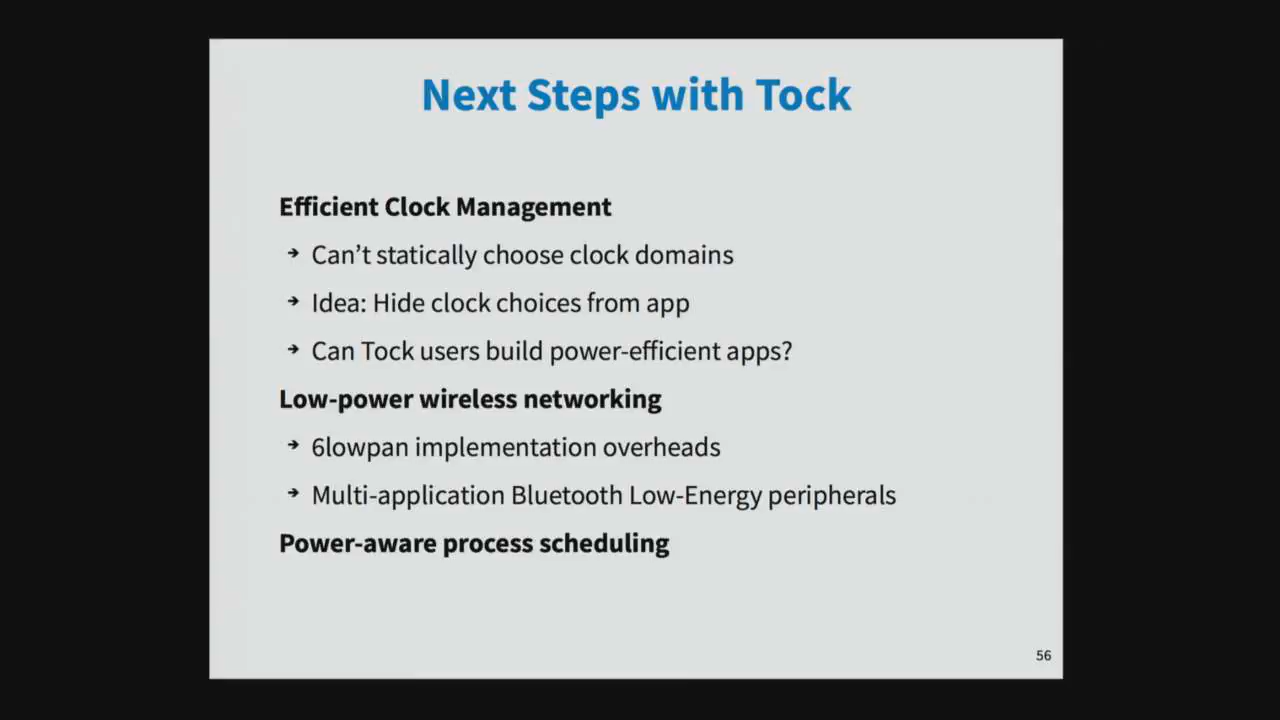 Next Steps with Tock
Efficient Clock Management
➔ Can't statically choose clock domains
➔ Idea: Hide clock choices from app
➔ Can Tock users build power-efficient apps?
Low-power wireless networking
➔ 6lowpan implementation overheads
➔ Multi-application Bluetooth Low-Energy peripherals
Power-aware process scheduling
56